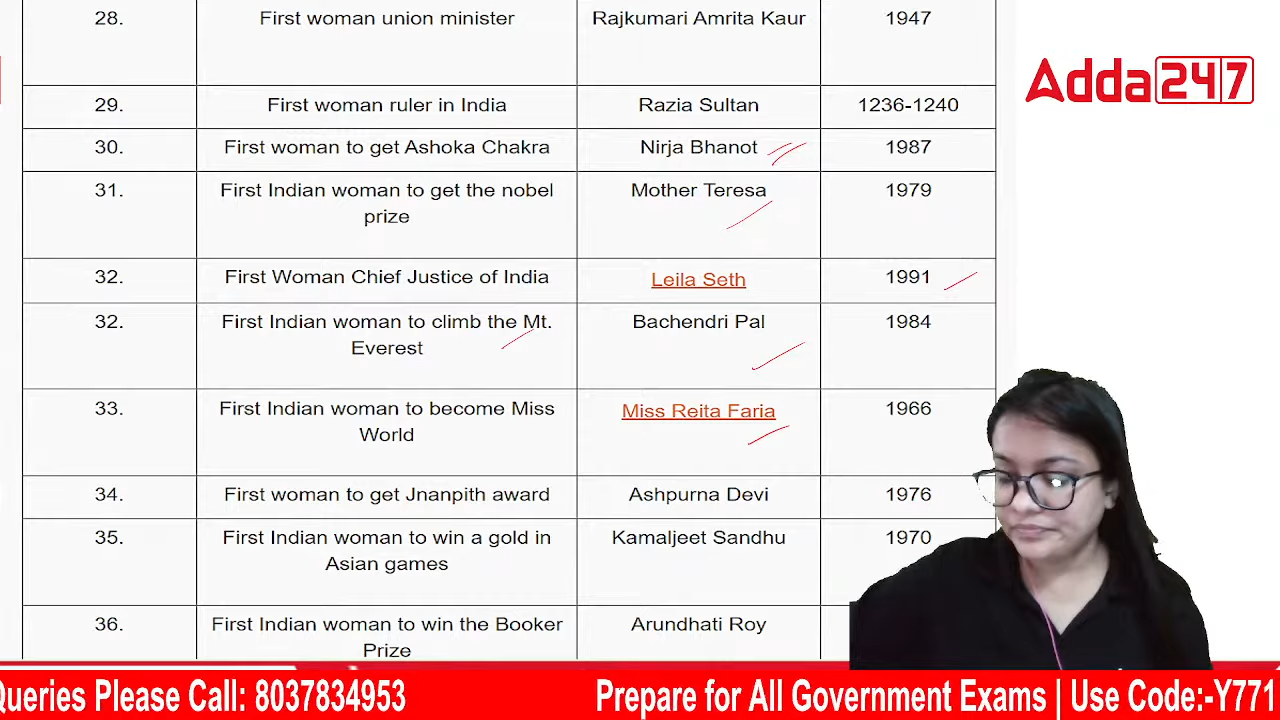 28. First woman union minister Rajkumari Amrita Kaur 1947
Adda247
29. First woman ruler in India Razia Sultan 1236-1240
30. First woman to get Ashoka Chakra Nirja Bhanot 1987
31. First Indian woman to get the nobel Mother Teresa 1979
prize
32. First Woman Chief Justice of India Leila Seth 1991
32. First Indian woman to climb the Mt. Bachendri Pal 1984
Everest
33. First Indian woman to become Miss Miss Reita Faria 1966
World
34. First woman to get Jnanpith award Ashpurna Devi 1976
35. First Indian woman to win a gold in Kamaljeet Sandhu 1970
Asian games
36. First Indian woman to win the Booker Arundhati Roy
Prize
Queries Please Call: 8037834953 Prepare for All Government Exams | Use Code:-Y771